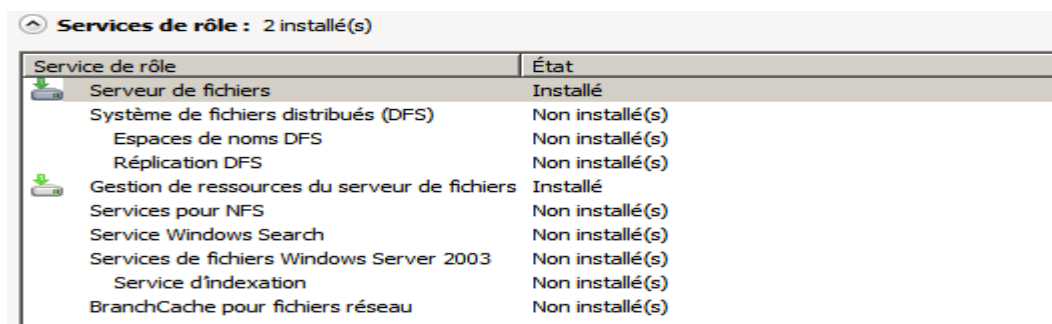 Services de rôle : 2 installé(s)
Service de rôle État
Serveur de fichiers Installé
Système de fichiers distribués (DFS) Non installé(s)
Espaces de noms DFS Non installé(s)
Réplication DFS Non installé(s)
Gestion de ressources du serveur de fichiers Installé
Services pour NFS Non installé(s)
Service Windows Search Non installé(s)
Services de fichiers Windows Server 2003 Non installé(s)
Service d'indexation Non installé(s)
BranchCache pour fichiers réseau Non installé(s)